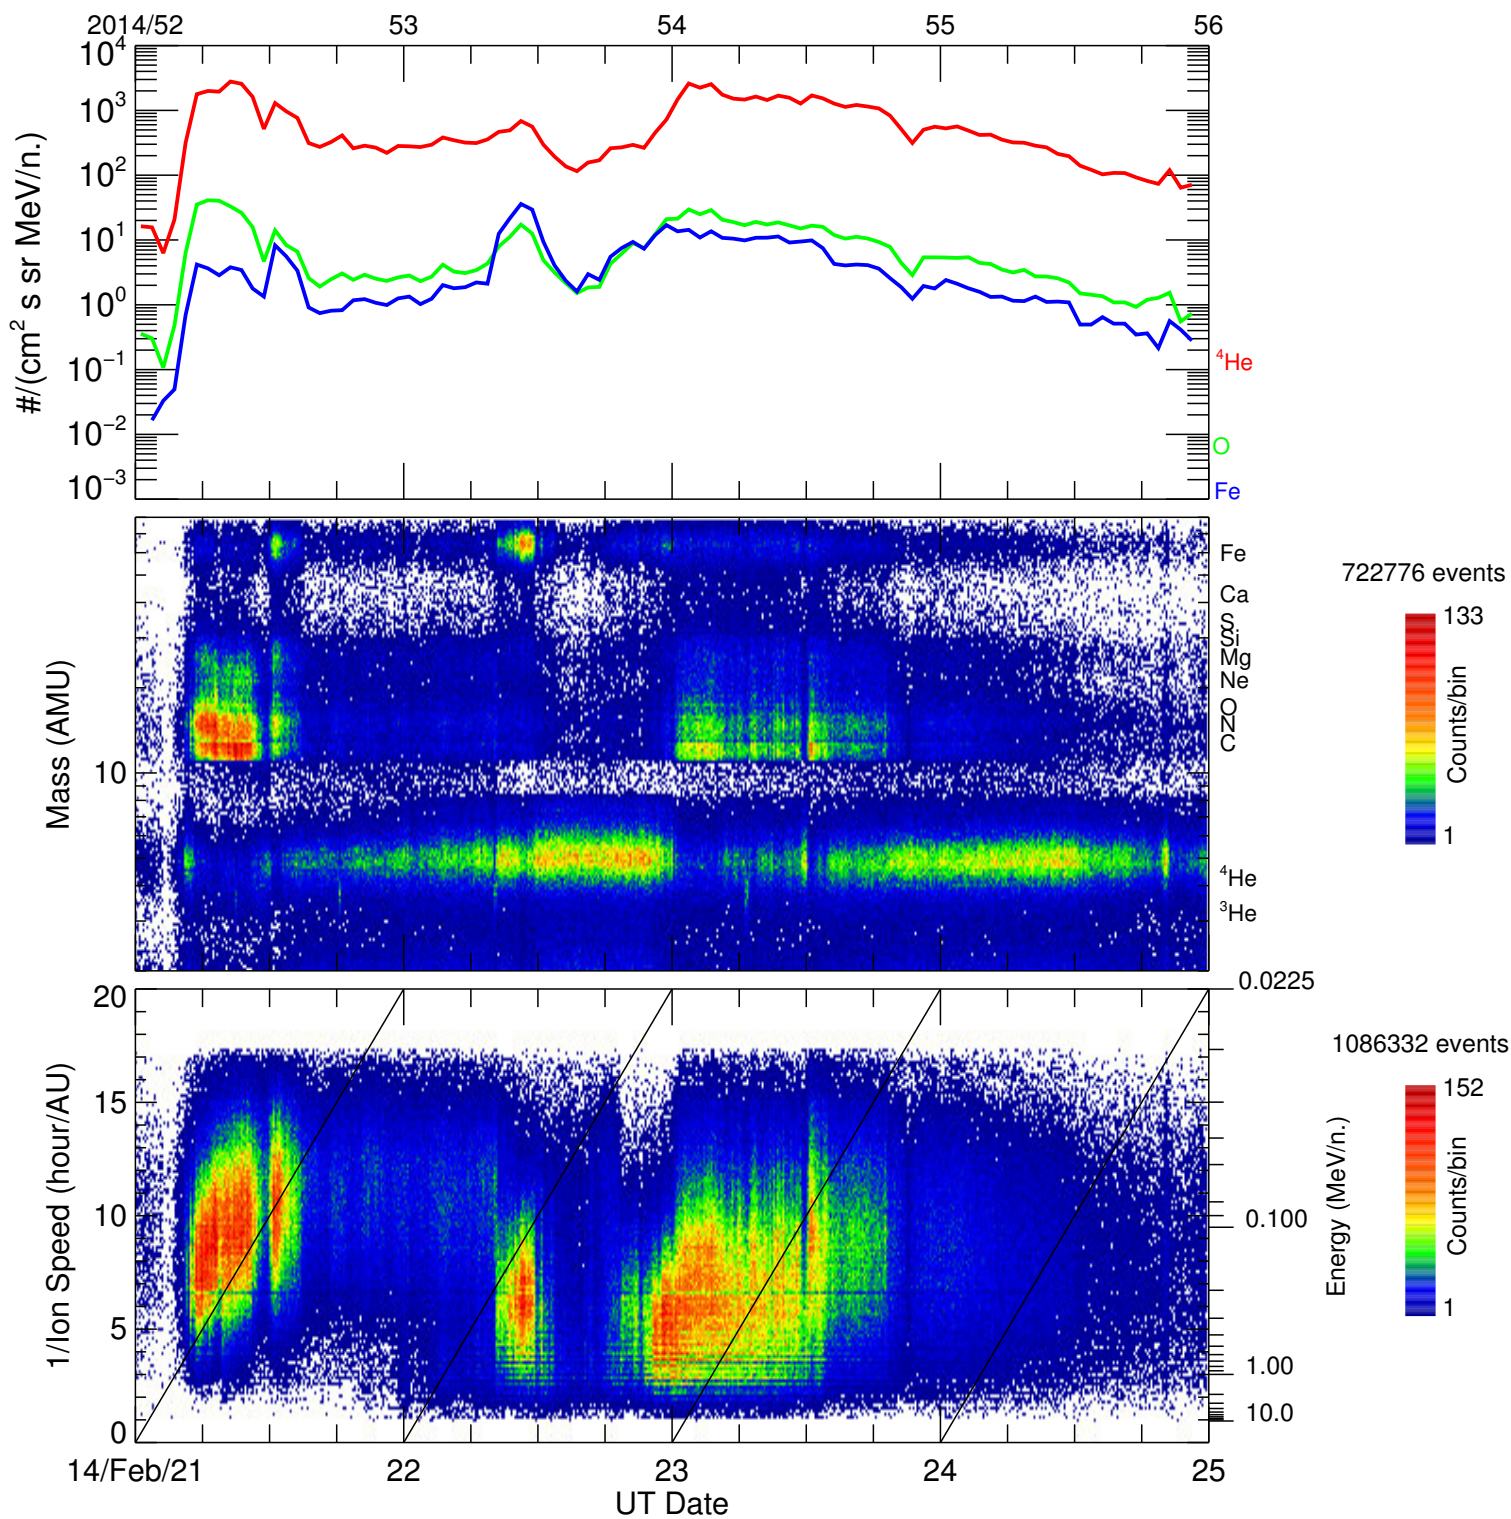 2014/52 53 54 55 56
10^4
10^3
10^2
10^1
10^0
10^−1
10^−2
10^−3
#/(cm^2 s sr MeV/n.)
^4He
O
Fe
Mass (AMU)
10
Fe
Ca
S
Si
Mg
Ne
O
N
C
^4He
^3He
722776 events
133
Counts/bin
1
1/Ion Speed (hour/AU)
20
15
10
5
0
0.0225
0.100
1.00
10.0
Energy (MeV/n.)
1086332 events
152
Counts/bin
1
14/Feb/21 22 23 24 25
UT Date